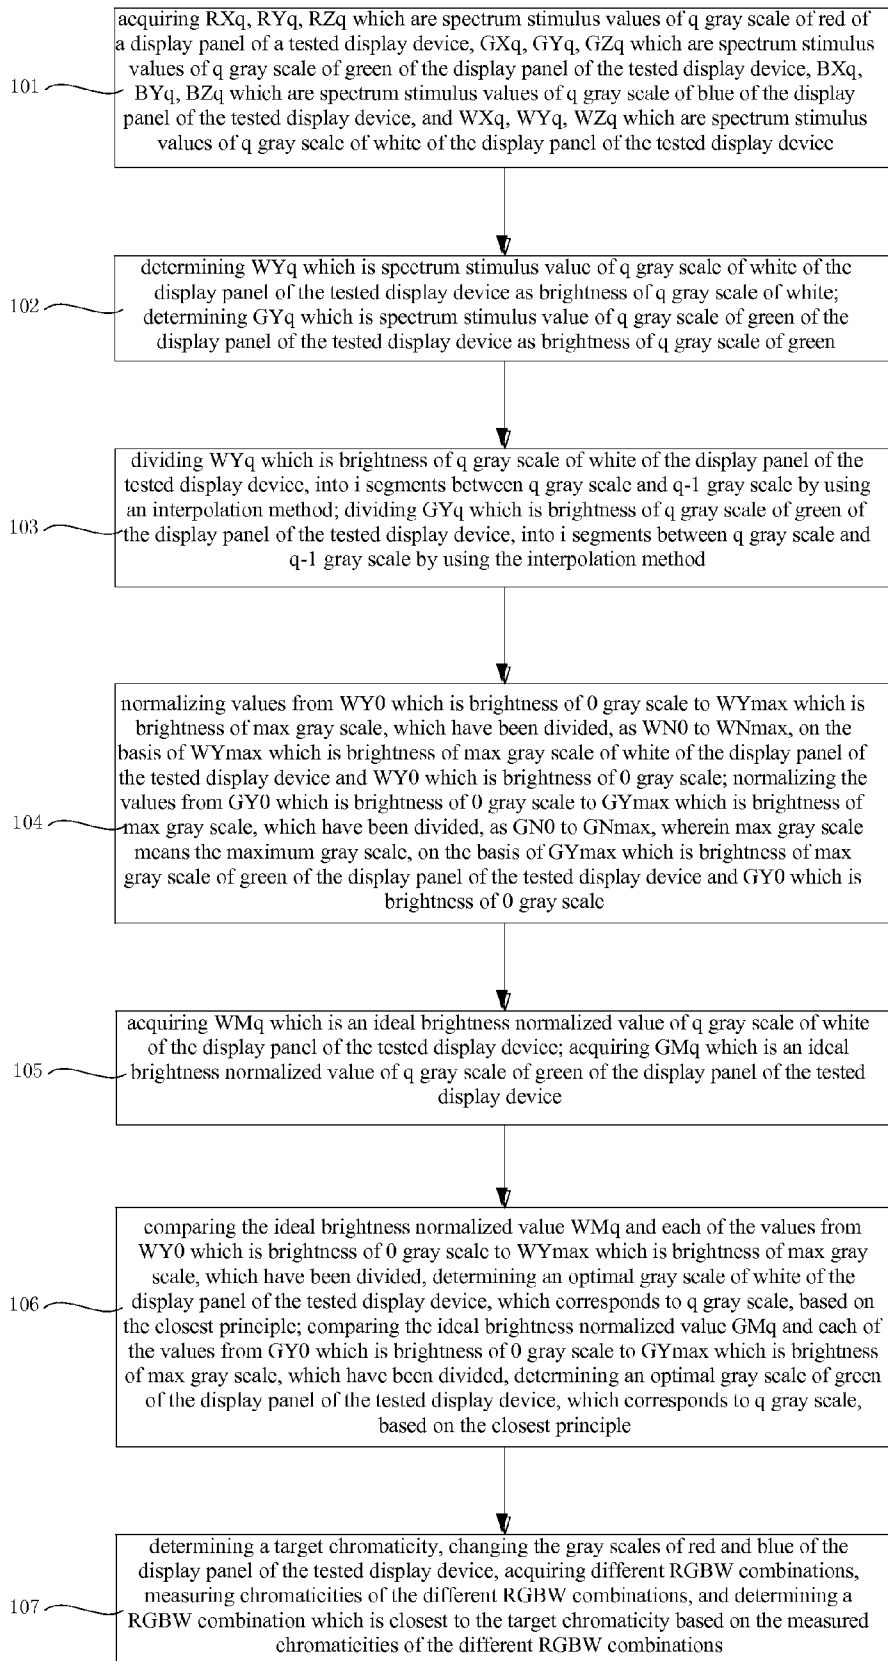 acquiring RXq, RYq, RZq which are spectrum stimulus values of q gray scale of red of
a display panel of a tested display device, GXq, GYq, GZq which are spectrum stimulus
values of q gray scale of green of the display panel of the tested display device, BXq,
BYq, BZq which are spectrum stimulus values of q gray scale of blue of the display
panel of the tested display device, and WXq, WYq, WZq which are spectrum stimulus
values of q gray scale of white of the display panel of the tested display device
101
determining WYq which is spectrum stimulus value of q gray scale of white of the
display panel of the tested display device as brightness of q gray scale of white;
determining GYq which is spectrum stimulus value of q gray scale of green of the
display panel of the tested display device as brightness of q gray scale of green
102
dividing WYq which is brightness of q gray scale of white of the display panel of the
tested display device, into i segments between q gray scale and q-1 gray scale by using
an interpolation method; dividing GYq which is brightness of q gray scale of green of
the display panel of the tested display device, into i segments between q gray scale and
q-1 gray scale by using the interpolation method
103
normalizing values from WY0 which is brightness of 0 gray scale to WYmax which is
brightness of max gray scale, which have been divided, as WN0 to WNmax, on the
basis of WYmax which is brightness of max gray scale of white of the display panel of
the tested display device and WY0 which is brightness of 0 gray scale; normalizing the
values from GY0 which is brightness of 0 gray scale to GYmax which is brightness of
max gray scale, which have been divided, as GN0 to GNmax, wherein max gray scale
means the maximum gray scale, on the basis of GYmax which is brightness of max
gray scale of green of the display panel of the tested display device and GY0 which is
brightness of 0 gray scale
104
acquiring WMq which is an ideal brightness normalized value of q gray scale of white
of the display panel of the tested display device; acquiring GMq which is an ideal
brightness normalized value of q gray scale of green of the display panel of the tested
display device
105
comparing the ideal brightness normalized value WMq and each of the values from
WY0 which is brightness of 0 gray scale to WYmax which is brightness of max gray
scale, which have been divided, determining an optimal gray scale of white of the
display panel of the tested display device, which corresponds to q gray scale, based on
the closest principle; comparing the ideal brightness normalized value GMq and each of
the values from GY0 which is brightness of 0 gray scale to GYmax which is brightness
of max gray scale, which have been divided, determining an optimal gray scale of green
of the display panel of the tested display device, which corresponds to q gray scale,
based on the closest principle
106
determining a target chromaticity, changing the gray scales of red and blue of the
display panel of the tested display device, acquiring different RGBW combinations,
measuring chromaticities of the different RGBW combinations, and determining a
RGBW combination which is closest to the target chromaticity based on the measured
chromaticities of the different RGBW combinations
107